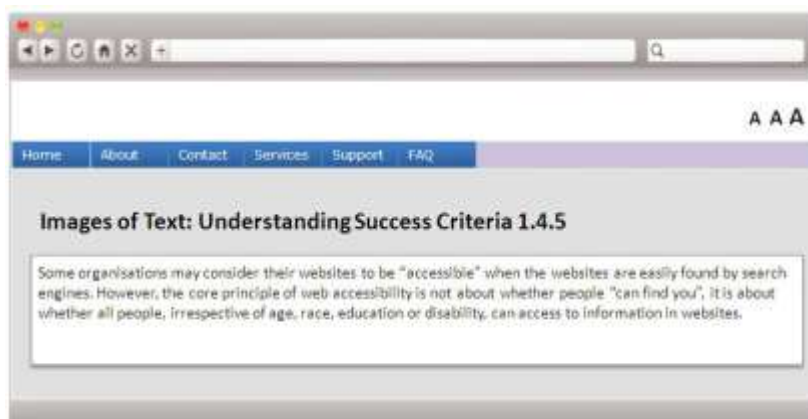 A A A
Home About Contact Services Support FAQ
Images of Text: Understanding Success Criteria 1.4.5
Some organisations may consider their websites to be "accessible" when the websites are easily found by search
engines. However, the core principle of web accessibility is not about whether people "can find you", it is about
whether all people, irrespective of age, race, education or disability, can access to information in websites.